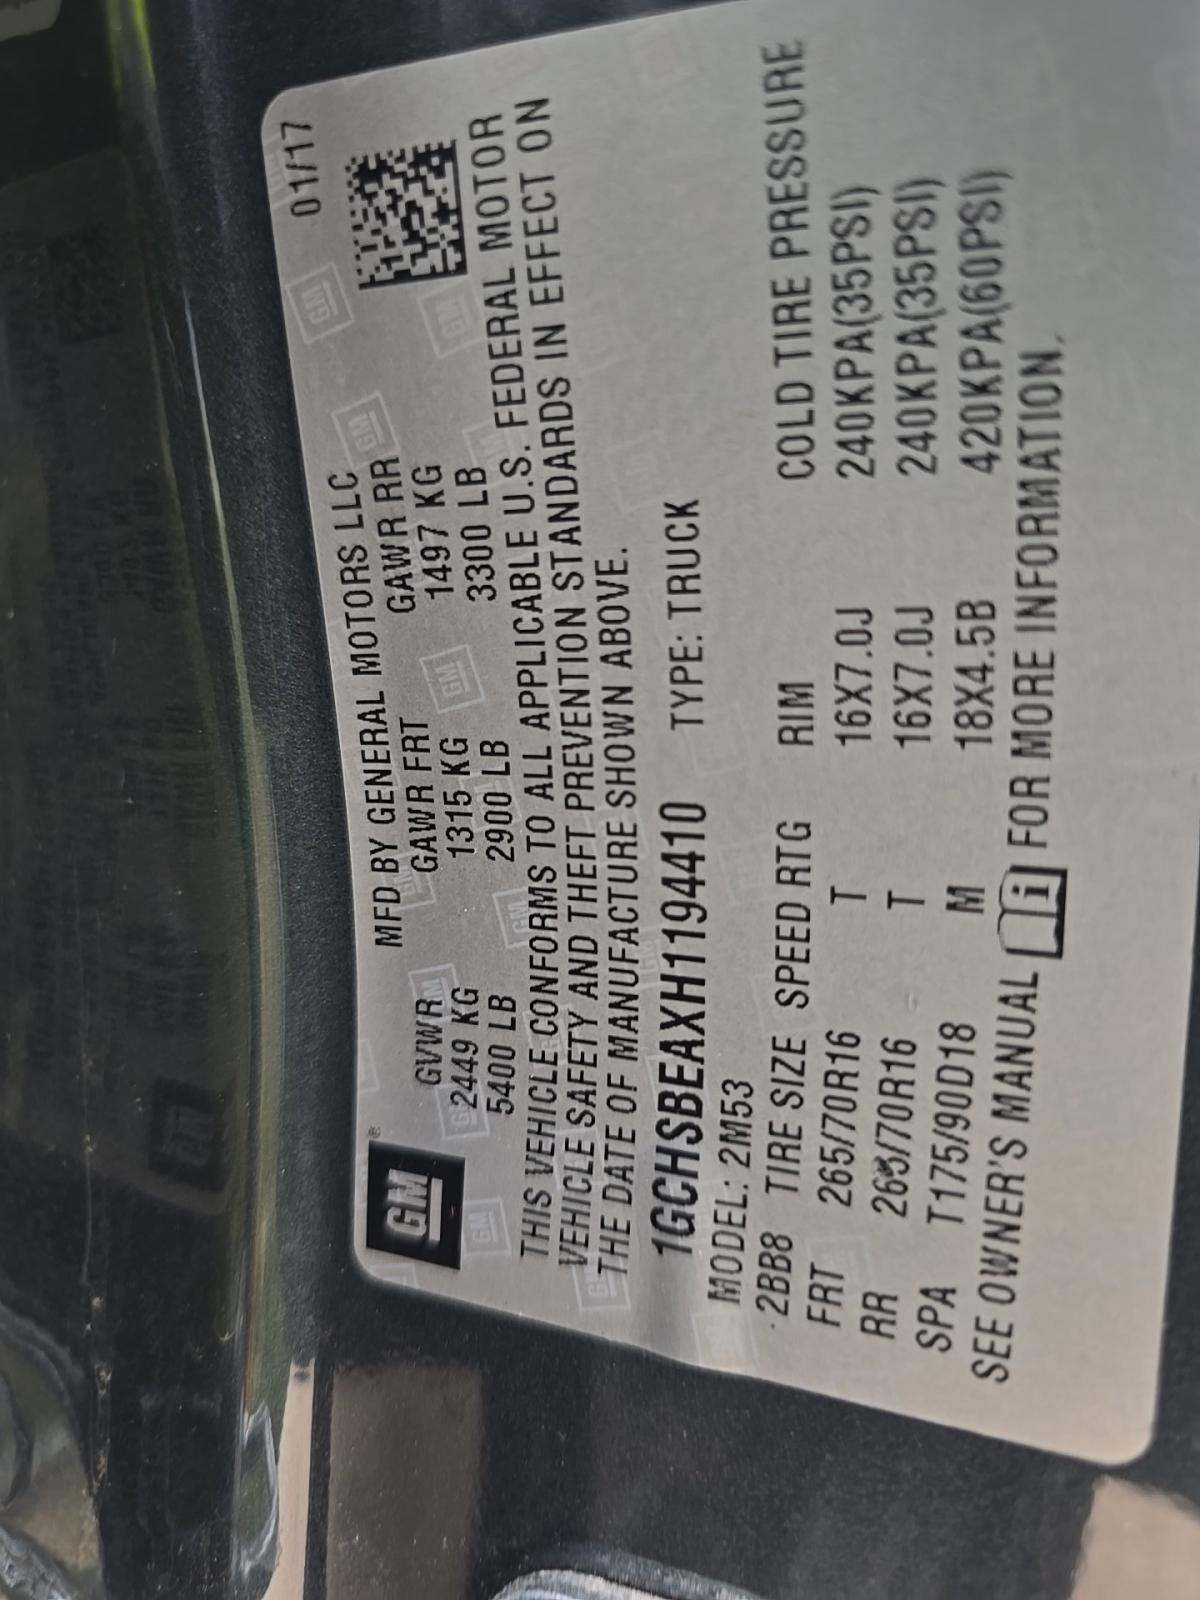 01/17
GM®
MFD BY GENERAL MOTORS LLC
GVWR GAWR FRT GAWR RR
2449 KG 1315 KG 1497 KG
5400 LB 2900 LB 3300 LB
THIS VEHICLE CONFORMS TO ALL APPLICABLE U.S. FEDERAL MOTOR
VEHICLE SAFETY AND THEFT PREVENTION STANDARDS IN EFFECT ON
THE DATE OF MANUFACTURE SHOWN ABOVE.
1GCHSBEAXH1194410 TYPE: TRUCK
MODEL: 2M53
2BB8 TIRE SIZE SPEED RTG RIM COLD TIRE PRESSURE
FRT 265/70R16 T 16X7.0J 240KPA(35PSI)
RR 265/70R16 T 16X7.0J 240KPA(35PSI)
SPA T175/90D18 M 18X4.5B 420KPA(60PSI)
SEE OWNER'S MANUAL i FOR MORE INFORMATION.